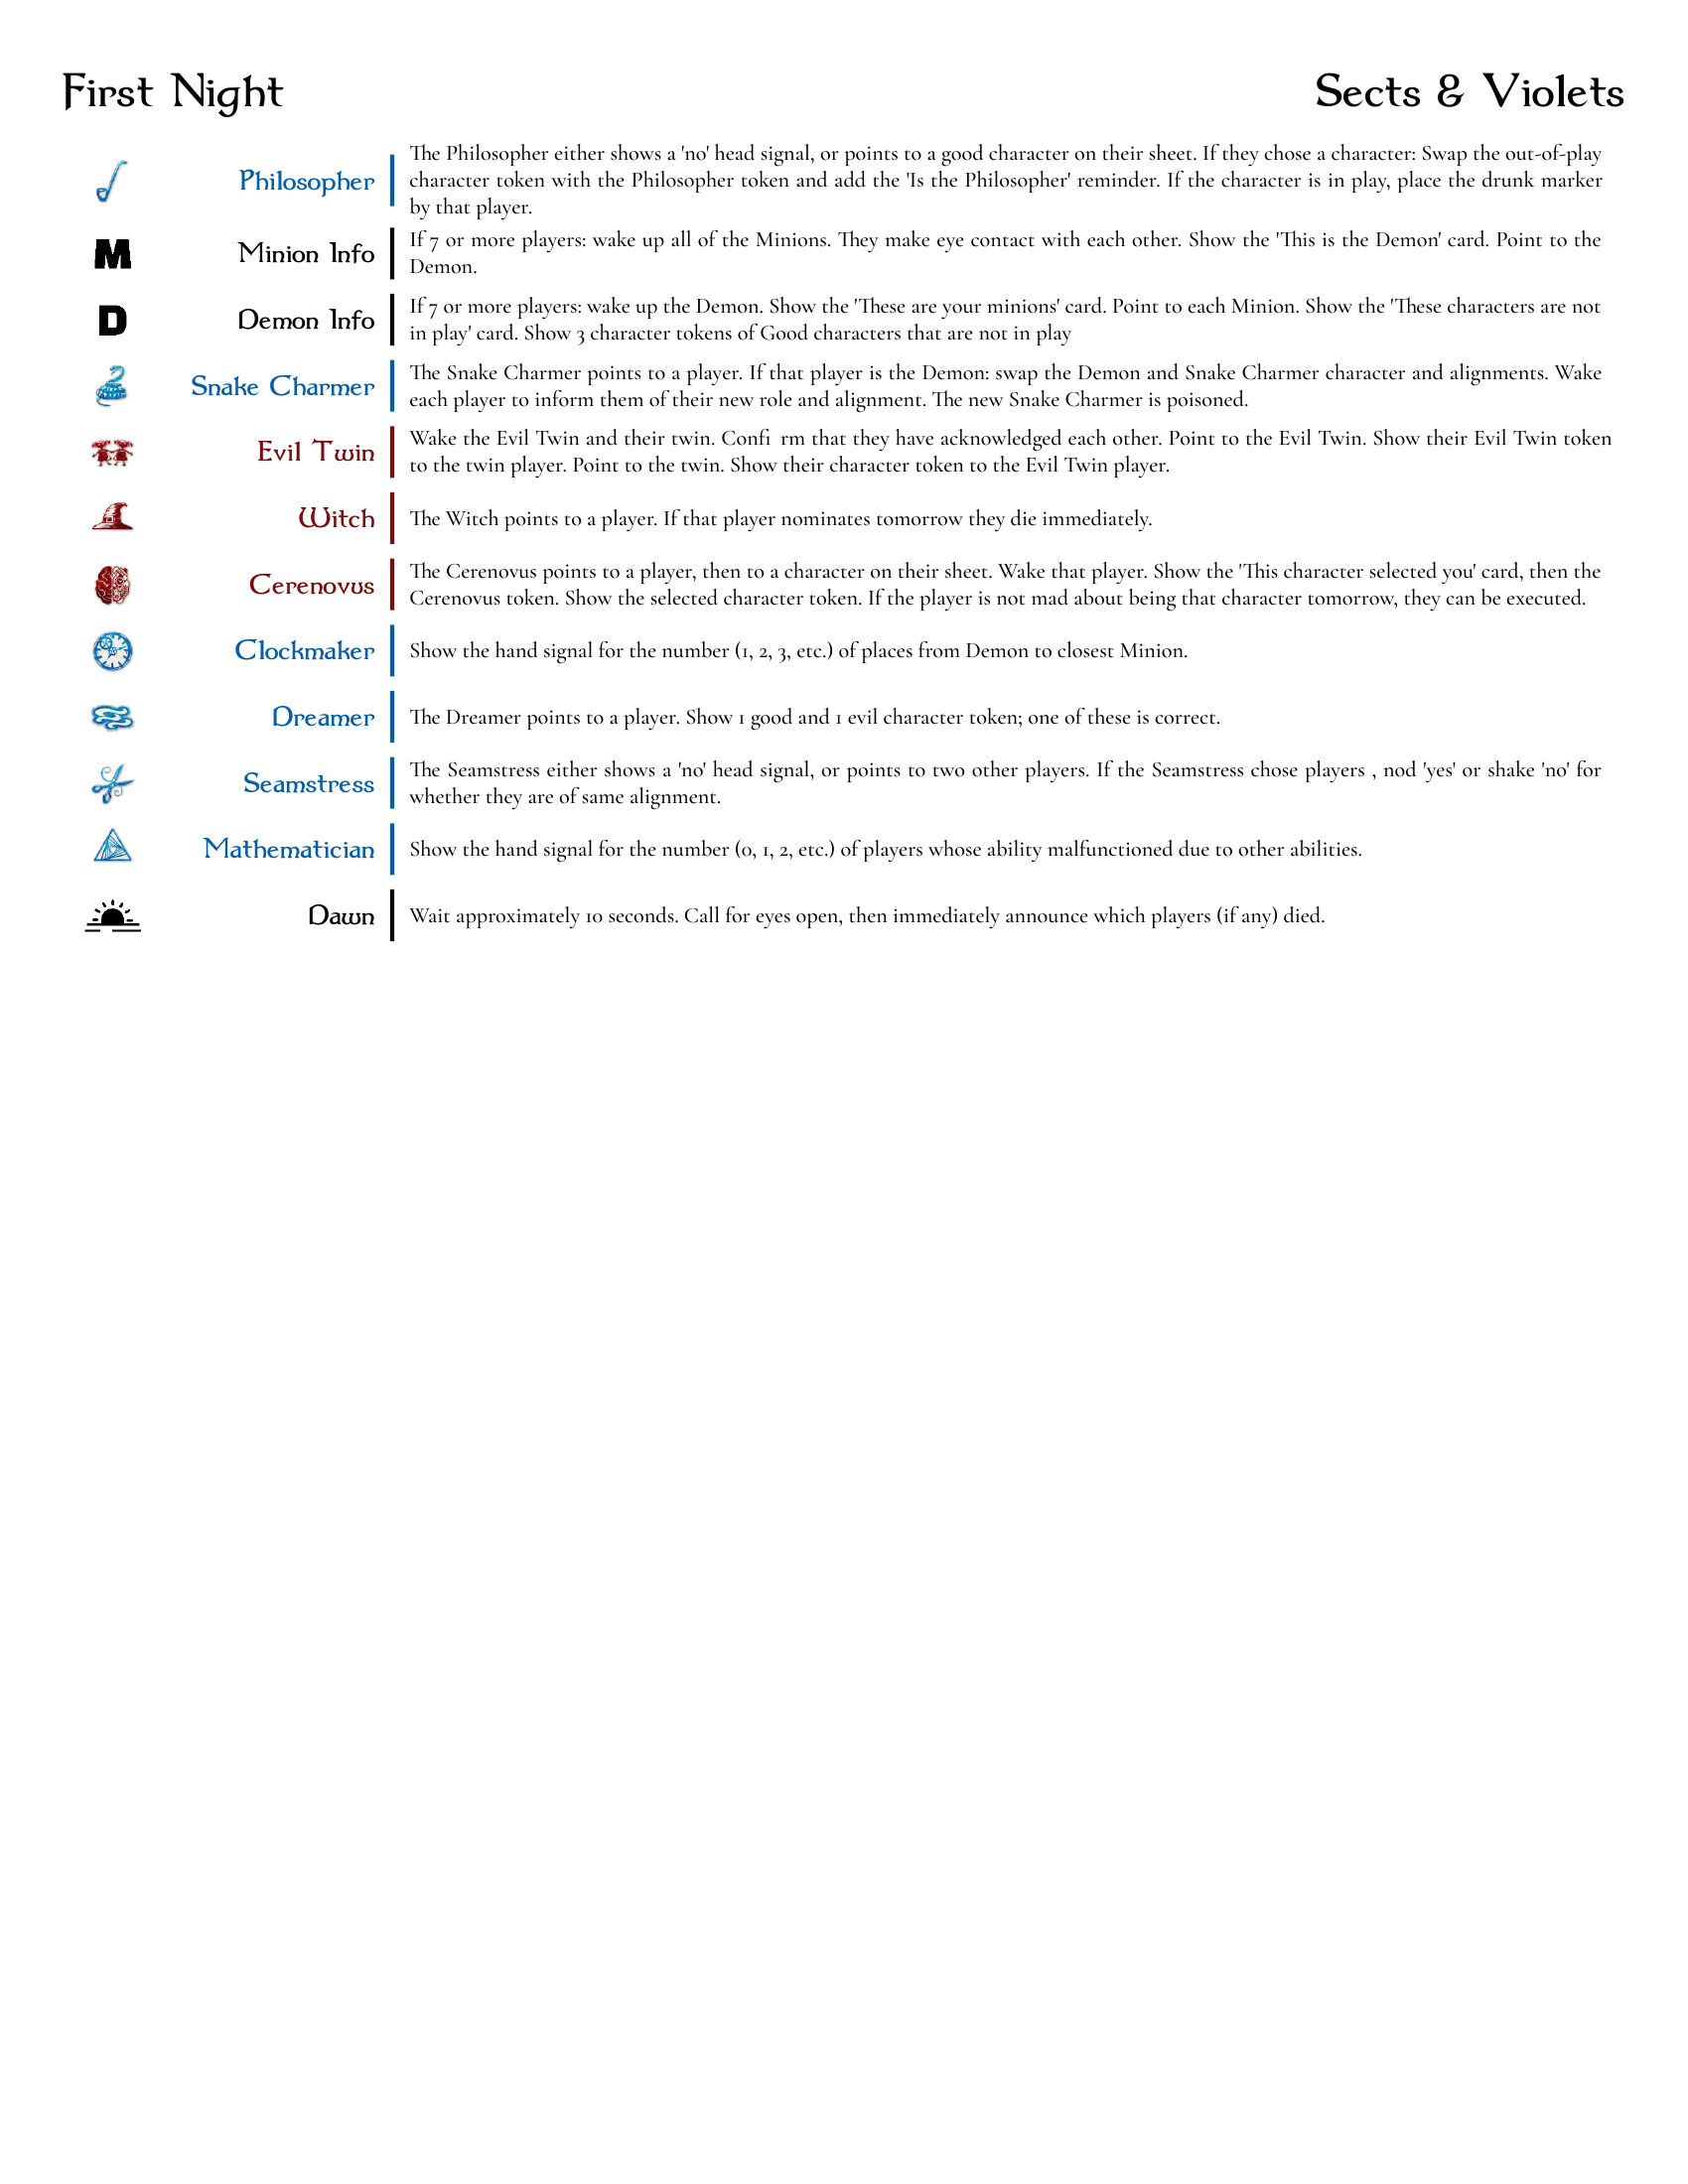 First Night
Sects & Violets
Philosopher
The Philosopher either shows a 'no' head signal, or points to a good character on their sheet. If they chose a character: Swap the out-of-play
character token with the Philosopher token and add the 'Is the Philosopher' reminder. If the character is in play, place the drunk marker
by that player.
M
Minion Info
If 7 or more players: wake up all of the Minions. They make eye contact with each other. Show the 'This is the Demon' card. Point to the
Demon.
D
Demon Info
If 7 or more players: wake up the Demon. Show the 'These are your minions' card. Point to each Minion. Show the 'These characters are not
in play' card. Show 3 character tokens of Good characters that are not in play
Snake Charmer
The Snake Charmer points to a player. If that player is the Demon: swap the Demon and Snake Charmer character and alignments. Wake
each player to inform them of their new role and alignment. The new Snake Charmer is poisoned.
Evil Twin
Wake the Evil Twin and their twin. Confi rm that they have acknowledged each other. Point to the Evil Twin. Show their Evil Twin token
to the twin player. Point to the twin. Show their character token to the Evil Twin player.
Witch
The Witch points to a player. If that player nominates tomorrow they die immediately.
Cerenovus
The Cerenovus points to a player, then to a character on their sheet. Wake that player. Show the 'This character selected you' card, then the
Cerenovus token. Show the selected character token. If the player is not mad about being that character tomorrow, they can be executed.
Clockmaker
Show the hand signal for the number (1, 2, 3, etc.) of places from Demon to closest Minion.
Dreamer
The Dreamer points to a player. Show 1 good and 1 evil character token; one of these is correct.
Seamstress
The Seamstress either shows a 'no' head signal, or points to two other players. If the Seamstress chose players , nod 'yes' or shake 'no' for
whether they are of same alignment.
Mathematician
Show the hand signal for the number (0, 1, 2, etc.) of players whose ability malfunctioned due to other abilities.
Dawn
Wait approximately 10 seconds. Call for eyes open, then immediately announce which players (if any) died.